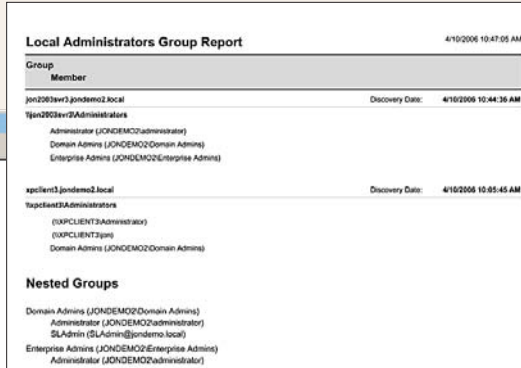 Local Administrators Group Report 4/10/2006 10:47:05 AM
Group
Member
jon2003svr3.jondemo2.local Discovery Date: 4/10/2006 10:44:36 AM
\\jon2003svr3\Administrators
Administrator (JONDEMO2\administrator)
Domain Admins (JONDEMO2\Domain Admins)
Enterprise Admins (JONDEMO2\Enterprise Admins)
xpclient3.jondemo2.local Discovery Date: 4/10/2006 10:05:45 AM
\\xpclient3\Administrators
(\\XPCLIENT3\Administrator)
(\\XPCLIENT3\jon)
Domain Admins (JONDEMO2\Domain Admins)
Nested Groups
Domain Admins (JONDEMO2\Domain Admins)
Administrator (JONDEMO2\administrator)
SLAdmin (SLAdmin@jondemo.local)
Enterprise Admins (JONDEMO2\Enterprise Admins)
Administrator (JONDEMO2\administrator)